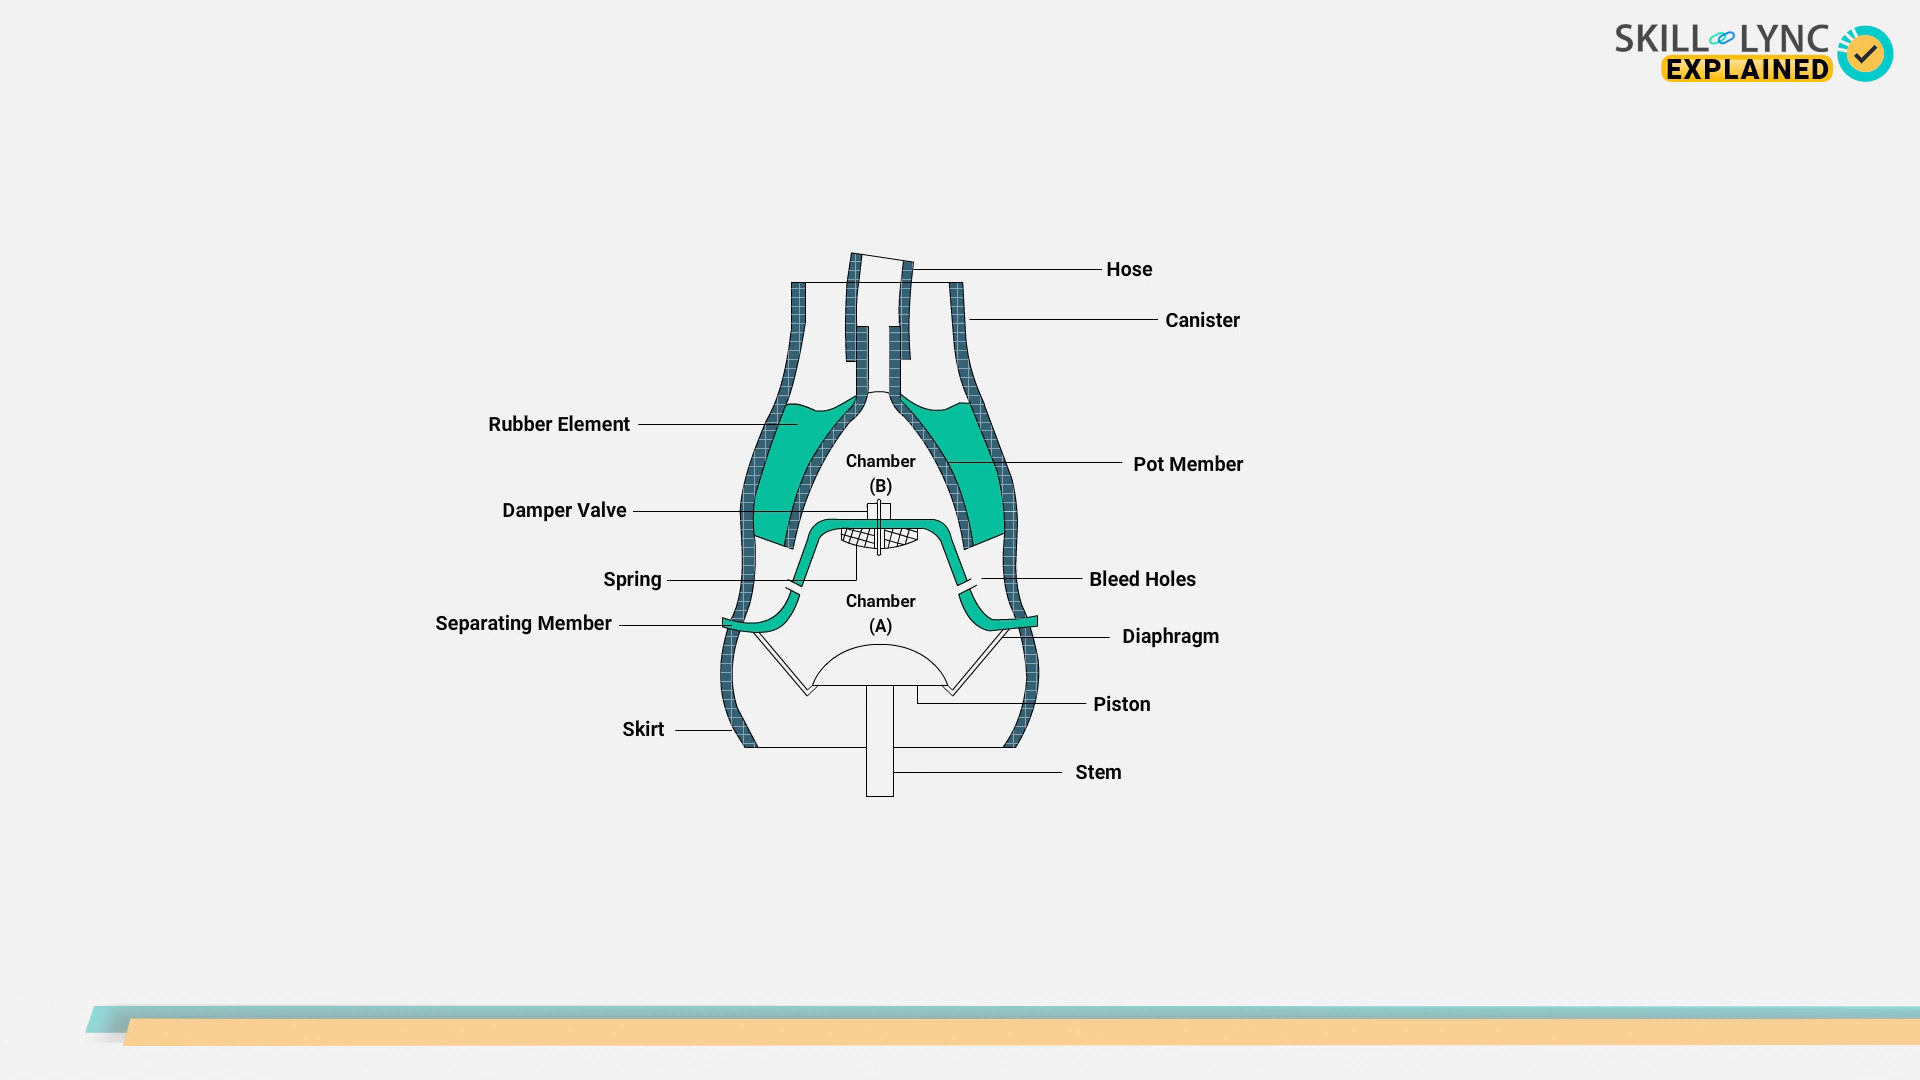 SKILL LYNC
EXPLAINED
Hose
Canister
Rubber Element
Chamber
(B)
Pot Member
Damper Valve
Spring
Bleed Holes
Chamber
(A)
Separating Member
Diaphragm
Piston
Skirt
Stem